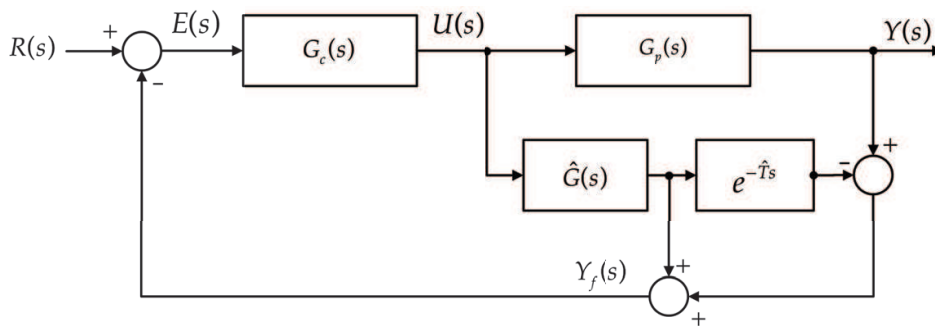 R(s)
+
-
E(s)
G_c(s)
U(s)
G_p(s)
Y(s)
Ĝ(s)
e^{-T̂s}
-
+
Y_f(s)
+
+